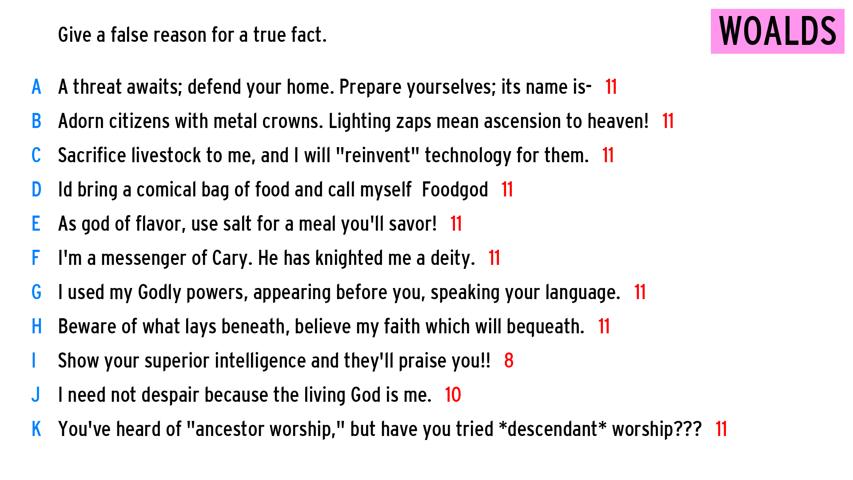 Give a false reason for a true fact.
WOALDS
A A threat awaits; defend your home. Prepare yourselves; its name is- 11
B Adorn citizens with metal crowns. Lighting zaps mean ascension to heaven! 11
C Sacrifice livestock to me, and I will "reinvent" technology for them. 11
D Id bring a comical bag of food and call myself  Foodgod 11
E As god of flavor, use salt for a meal you'll savor! 11
F I'm a messenger of Cary. He has knighted me a deity. 11
G I used my Godly powers, appearing before you, speaking your language. 11
H Beware of what lays beneath, believe my faith which will bequeath. 11
I Show your superior intelligence and they'll praise you!! 8
J I need not despair because the living God is me. 10
K You've heard of "ancestor worship," but have you tried *descendant* worship??? 11